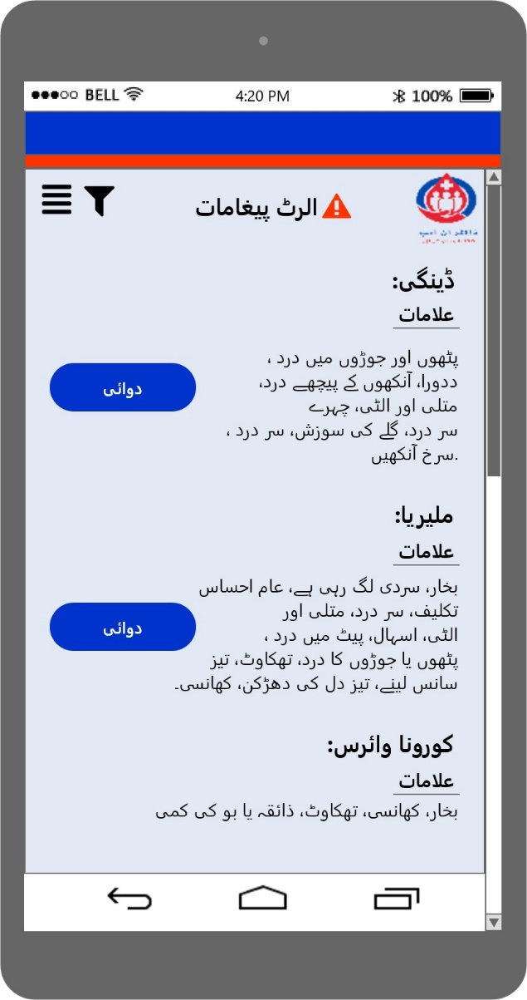 BELL 4:20 PM 100%
الرٹ پیغامات
ڈینگی:
علامات
پٹھوں اور جوڑوں میں درد ،
ددورا، آنکھوں کے پیچھے درد،
متلی اور الٹی، چہرے
سر درد، گلے کی سوزش، سر درد ،
.سرخ آنکھیں
دوائی
ملیریا:
علامات
بخار، سردی لگ رہی ہے، عام احساس
تکلیف، سر درد، متلی اور
الٹی، اسہال، پیٹ میں درد ،
پٹھوں یا جوڑوں کا درد، تھکاوٹ، تیز
سانس لینے، تیز دل کی دھڑکن، کھانسی۔
دوائی
کورونا وائرس:
علامات
بخار، کھانسی، تھکاوٹ، ذائقہ یا بو کی کمی